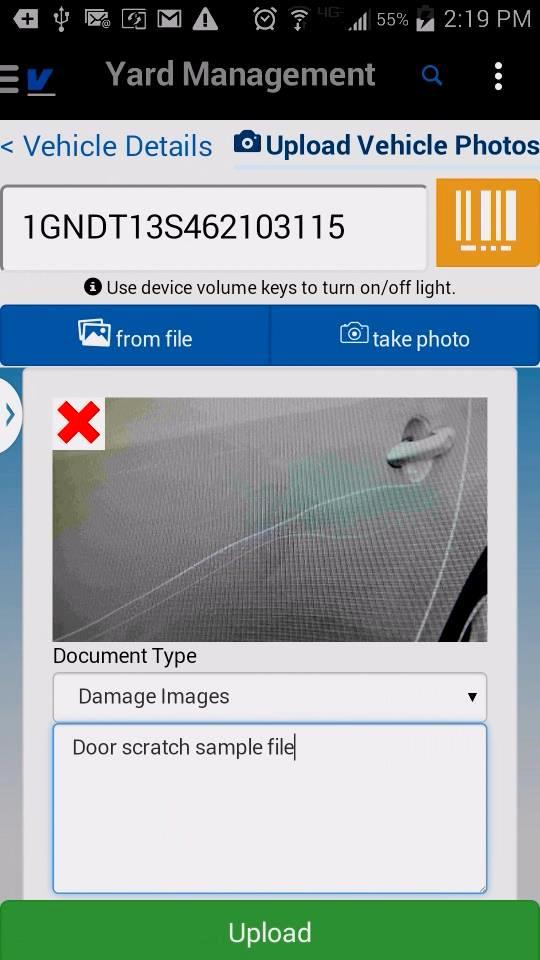 4G 55% 2:19 PM
v Yard Management
< Vehicle Details Upload Vehicle Photos
1GNDT13S462103115
Use device volume keys to turn on/off light.
from file take photo
Document Type
Damage Images
Door scratch sample file
Upload